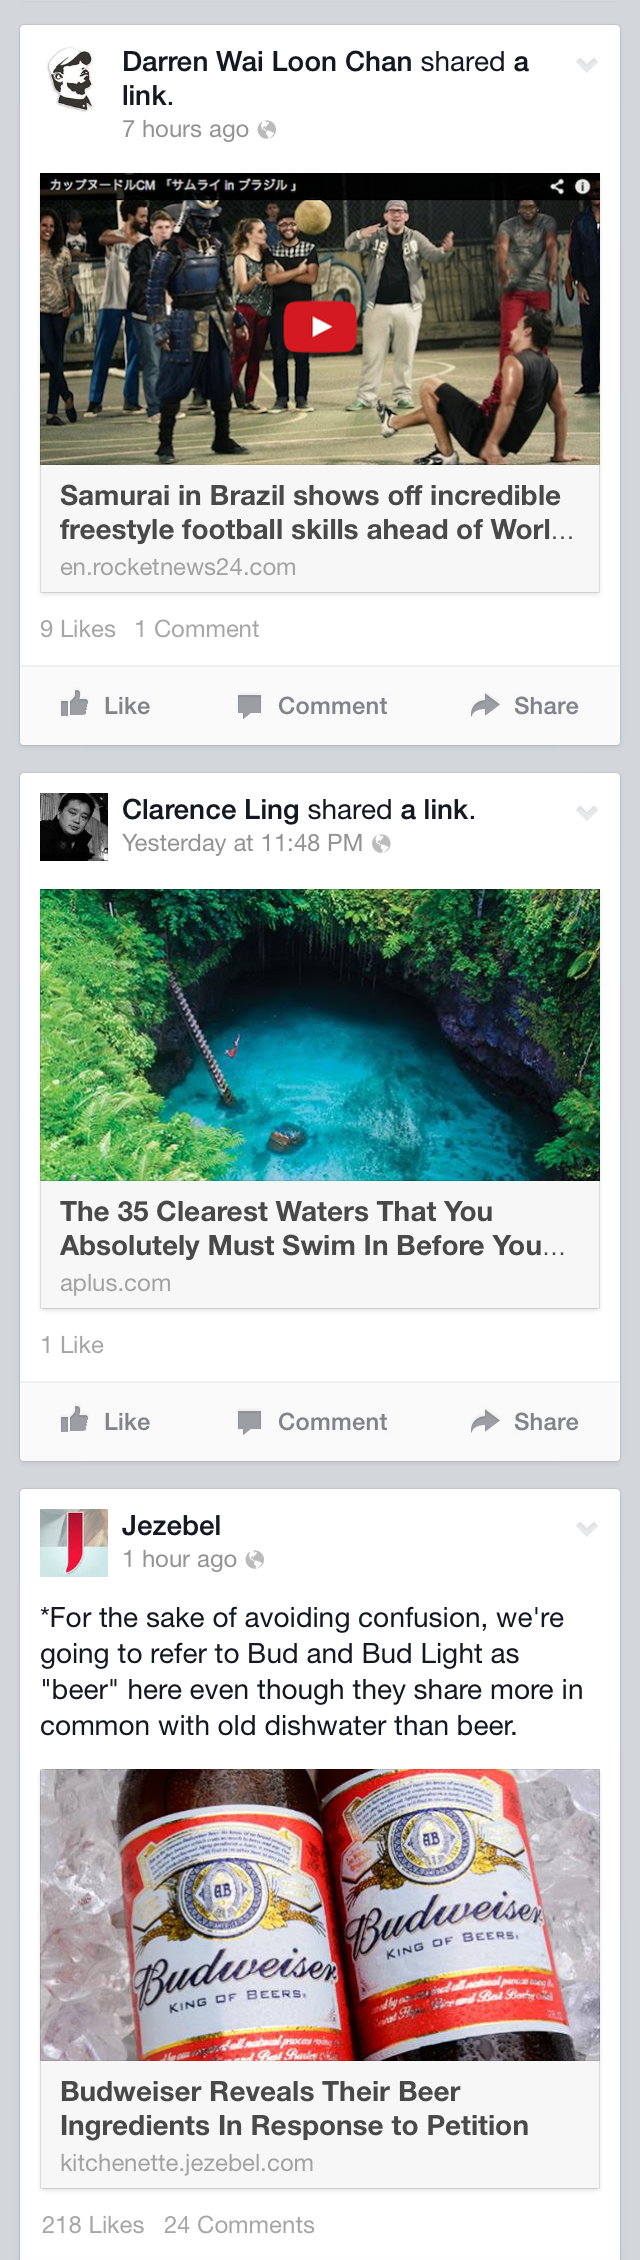 Darren Wai Loon Chan shared a
link.
7 hours ago
カップヌードルCM 「サムライ in ブラジル 」
1980
Samurai in Brazil shows off incredible
freestyle football skills ahead of Worl...
en.rocketnews24.com
9 Likes 1 Comment
Like Comment Share
Clarence Ling shared a link.
Yesterday at 11:48 PM
The 35 Clearest Waters That You
Absolutely Must Swim In Before You...
aplus.com
1 Like
Like Comment Share
J
Jezebel
1 hour ago
*For the sake of avoiding confusion, we're
going to refer to Bud and Bud Light as
"beer" here even though they share more in
common with old dishwater than beer.
Budweiser
KING OF BEERS.
Budweiser
KING OF BEERS.
Budweiser Reveals Their Beer
Ingredients In Response to Petition
kitchenette.jezebel.com
218 Likes 24 Comments